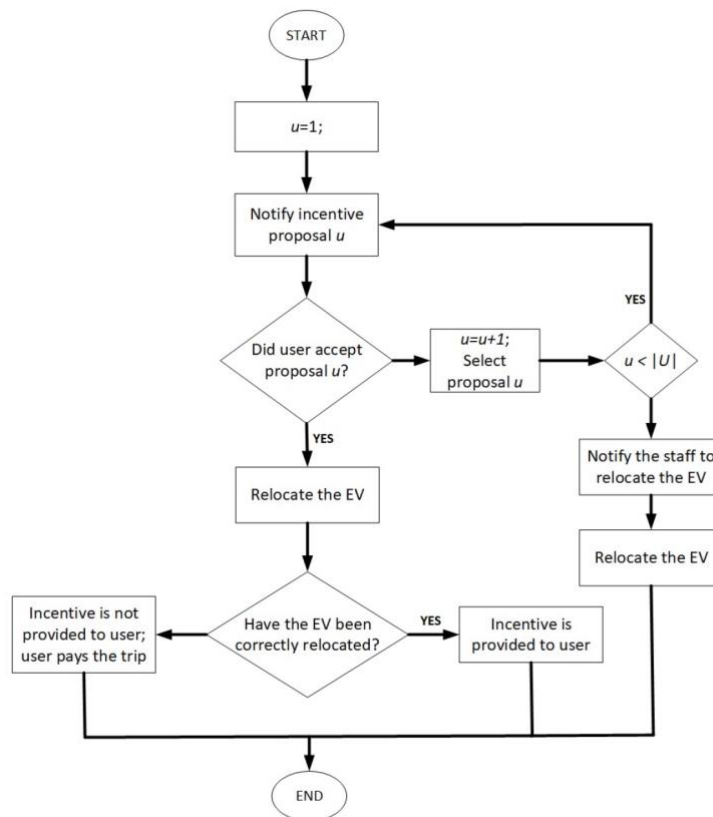 START
u=1;
Notify incentive
proposal u
YES
Did user accept
proposal u?
u=u+1;
Select
proposal u
u < |U|
YES
Notify the staff to
relocate the EV
Relocate the EV
Relocate the EV
Incentive is not
provided to user;
user pays the trip
Have the EV been
correctly relocated?
YES
Incentive is
provided to user
END